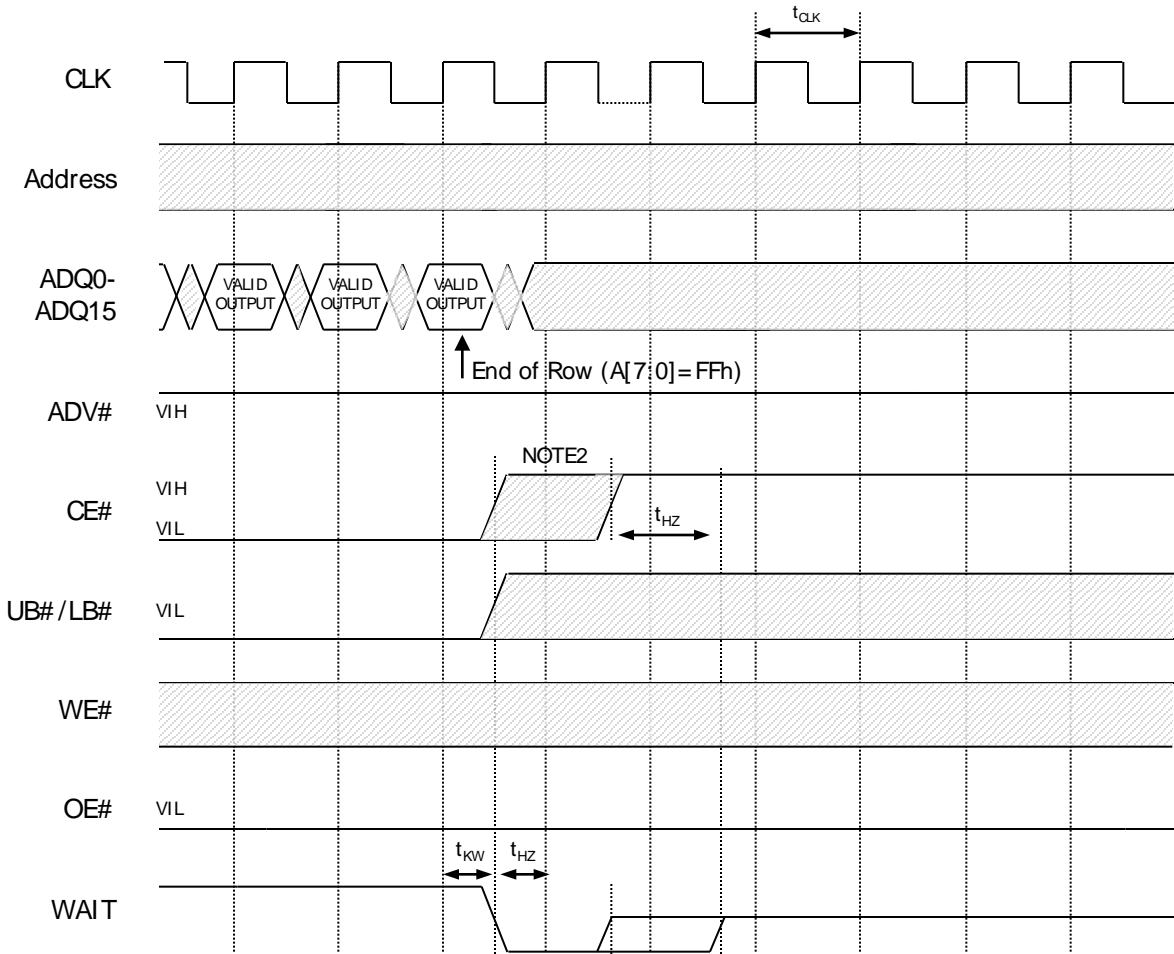 tCLK
CLK
Address
ADQ0-
ADQ15
VALID
OUTPUT
VALID
OUTPUT
VALID
OUTPUT
End of Row (A[7:0]=FFh)
ADV#
VIH
NOTE2
CE#
VIH
VIL
tHZ
UB# / LB#
VIL
WE#
OE#
VIL
tKW
tHZ
WAIT